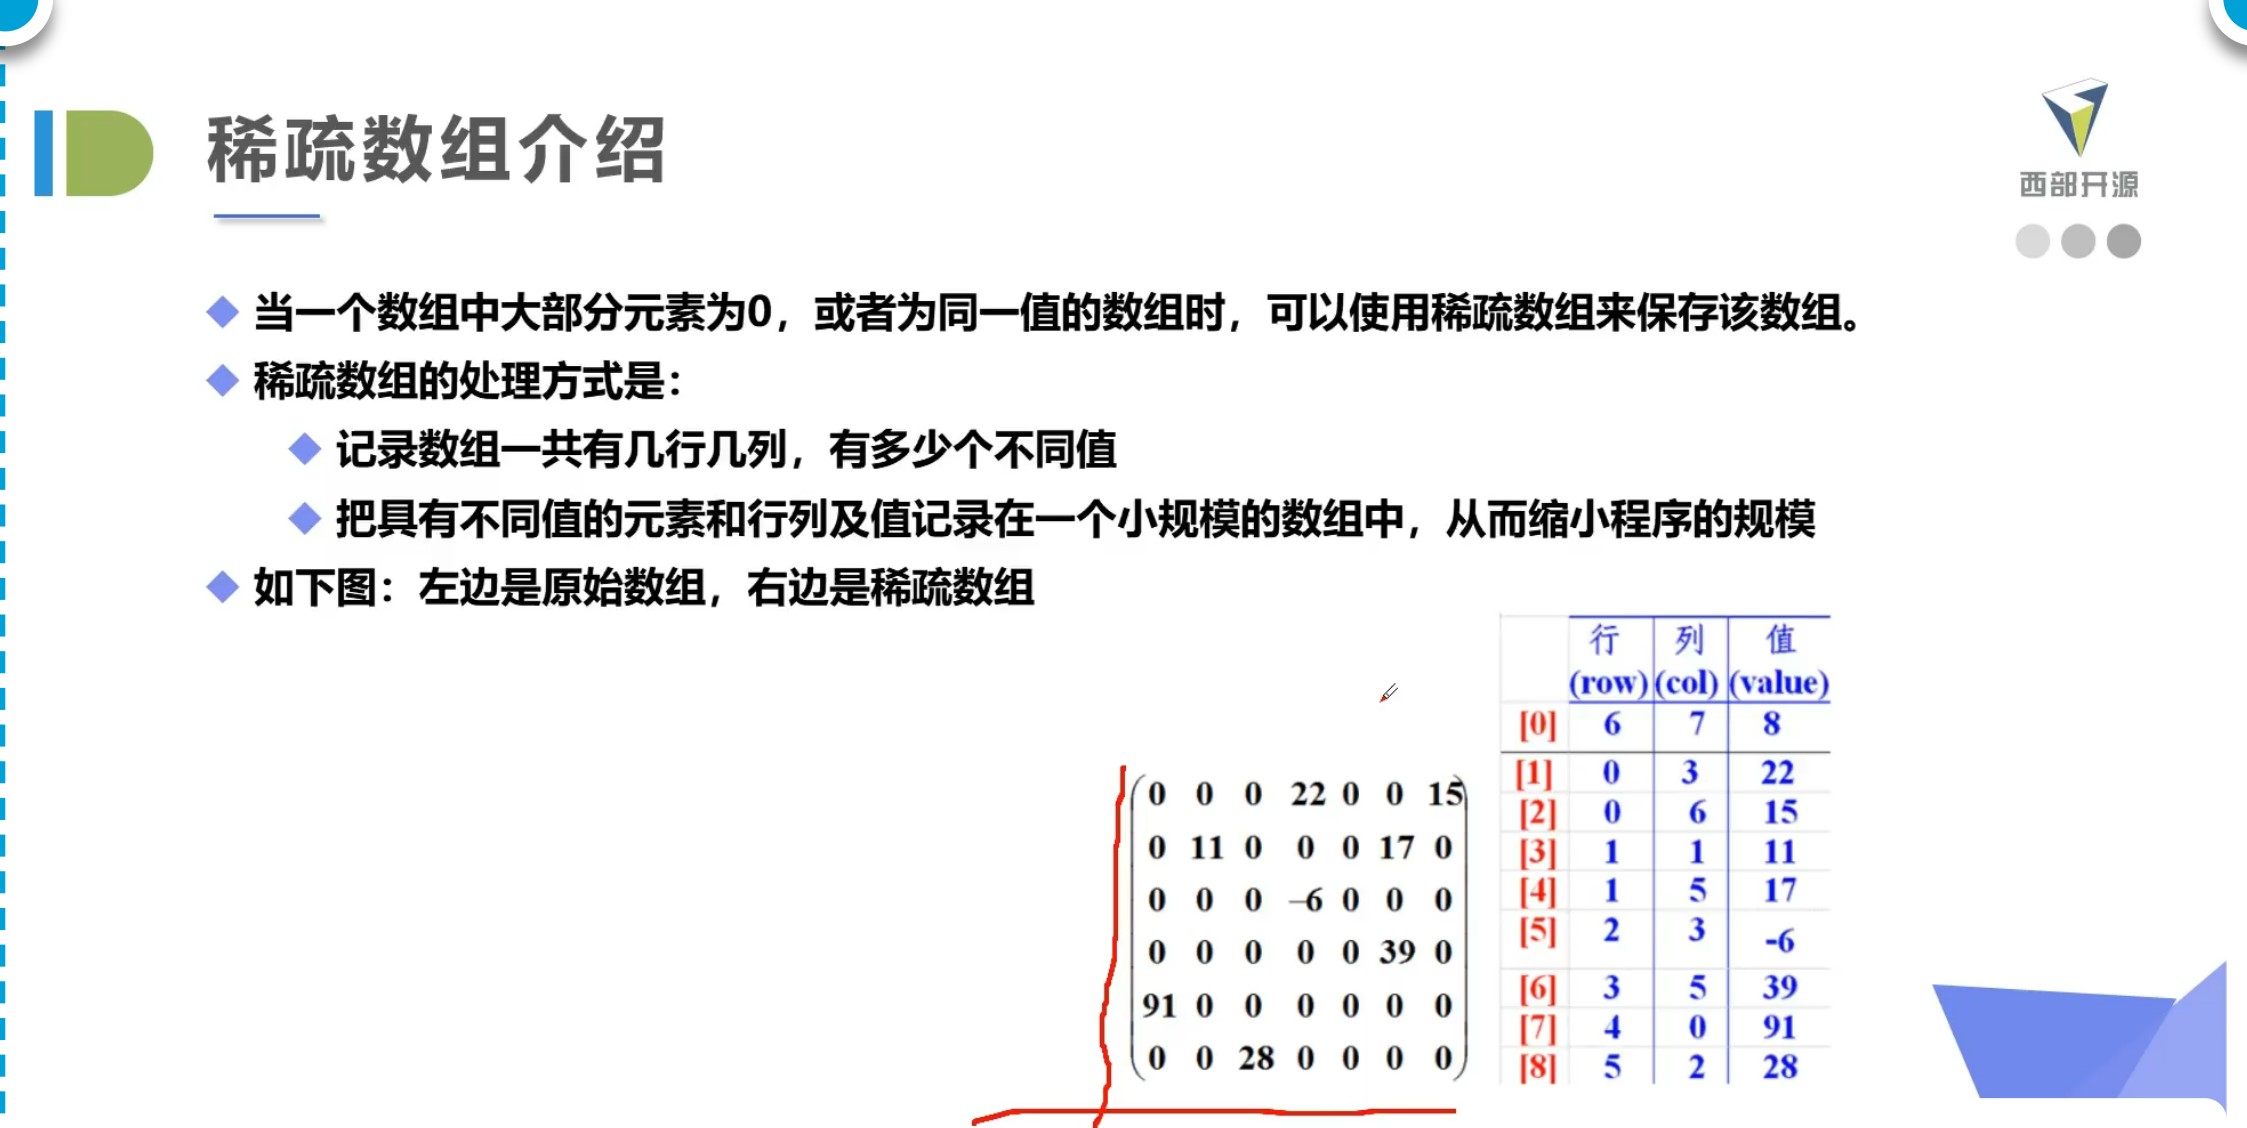 稀疏数组介绍
西部开源
当一个数组中大部分元素为0，或者为同一值的数组时，可以使用稀疏数组来保存该数组。
稀疏数组的处理方式是：
记录数组一共有几行几列，有多少个不同值
把具有不同值的元素和行列及值记录在一个小规模的数组中，从而缩小程序的规模
如下图：左边是原始数组，右边是稀疏数组
0 0 0 22 0 0 15
0 11 0 0 0 17 0
0 0 0 –6 0 0 0
0 0 0 0 0 39 0
91 0 0 0 0 0 0
0 0 28 0 0 0 0
行 列 值
(row) (col) (value)
[0] 6 7 8
[1] 0 3 22
[2] 0 6 15
[3] 1 1 11
[4] 1 5 17
[5] 2 3 -6
[6] 3 5 39
[7] 4 0 91
[8] 5 2 28